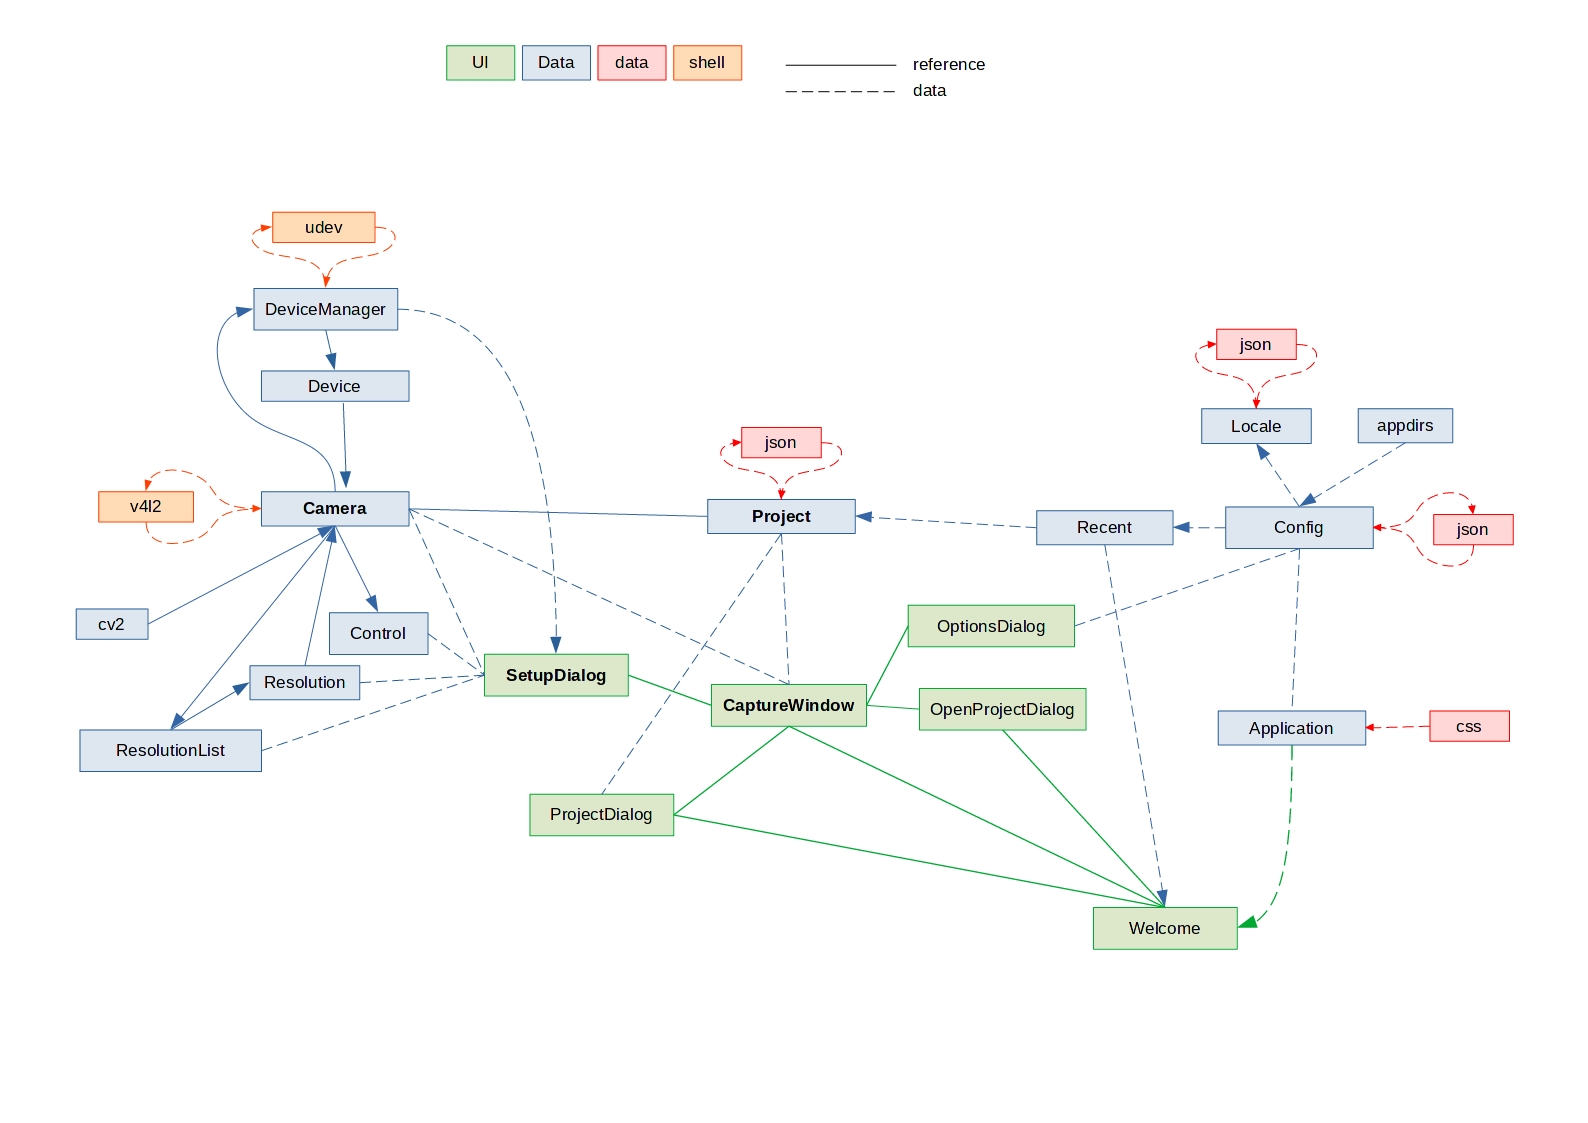 UI
Data
data
shell
reference
data
udev
DeviceManager
json
Device
json
Locale
appdirs
v4l2
Camera
Project
Recent
Config
json
cv2
Control
OptionsDialog
Resolution
SetupDialog
CaptureWindow
OpenProjectDialog
ResolutionList
Application
css
ProjectDialog
Welcome